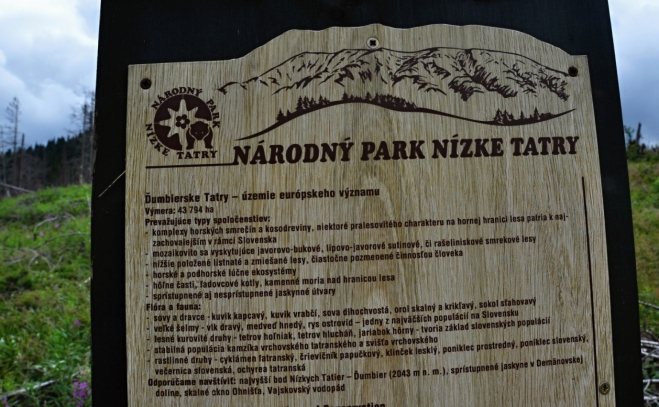 NÁRODNÝ PARK
NÍZKE TATRY
NÁRODNÝ PARK NÍZKE TATRY
Ďumbierske Tatry – územie európskeho významu
Výmera: 43 794 ha
Prevažujúce typy spoločenstiev:
- komplexy horských smrečín a kosodreviny, niektoré pralesovitého charakteru na hornej hranici lesa patria k naj-
zachovalejším v rámci Slovenska
- mozaikovito sa vyskytujúce javorovo-bukové, lipovo-javorové sutinové, či rašeliniskové smrekové lesy
- nižšie položené listnaté a zmiešané lesy, čiastočne pozmenené činnosťou človeka
- horské a podhorské lúčne ekosystémy
- hôľne časti, ľadovcové kotly, kamenné moria nad hranicou lesa
- sprístupnené aj nesprístupnené jaskynné útvary
Flóra a fauna:
- sovy a dravce - kuvik kapcavý, kuvik vrabčí, sova dlhochvostá, orol skalný a krikľavý, sokol sťahovavý
- veľké šelmy - vlk dravý, medveď hnedý, rys ostrovid – jedny z najväčších populácií na Slovensku
- lesné kurovité druhy - tetrov hoľniak, tetrov hlucháň, jariabok hôrny - tvoria základ slovenských populácií
- stabilná populácia kamzíka vrchovského tatranského a svišťa vrchovského
- rastlinné druhy - cyklámen fatranský, črievičník papučkový, klinček lesklý, poniklec prostredný, poniklec slovenský,
večernica slovenská, ochyrea tatranská
Odporúčame navštíviť: najvyšší bod Nízkych Tatier – Ďumbier (2043 m n. m.), sprístupnené jaskyne v Demänovskej
doline, skalné okno Ohnište, Vajskovský vodopád
Conservation